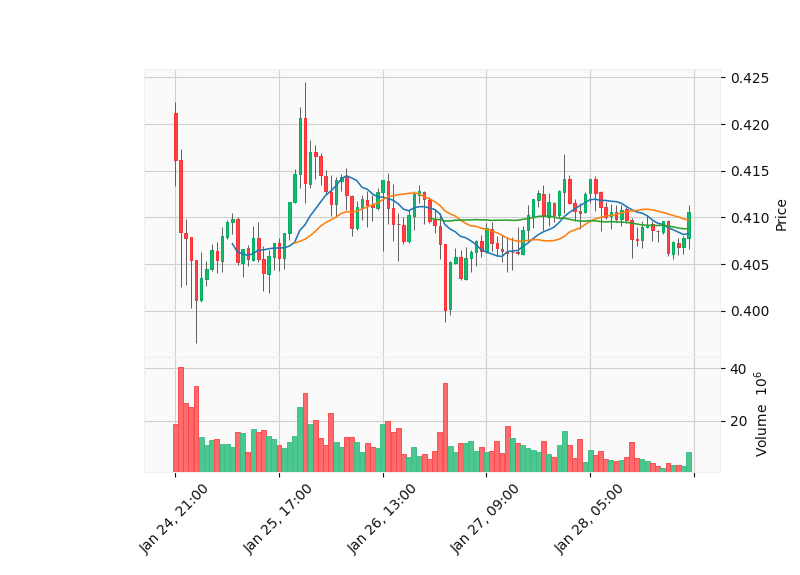 0.425
0.420
0.415
0.410
0.405
0.400
Price
40
20
Volume 10^6
Jan 24, 21:00
Jan 25, 17:00
Jan 26, 13:00
Jan 27, 09:00
Jan 28, 05:00